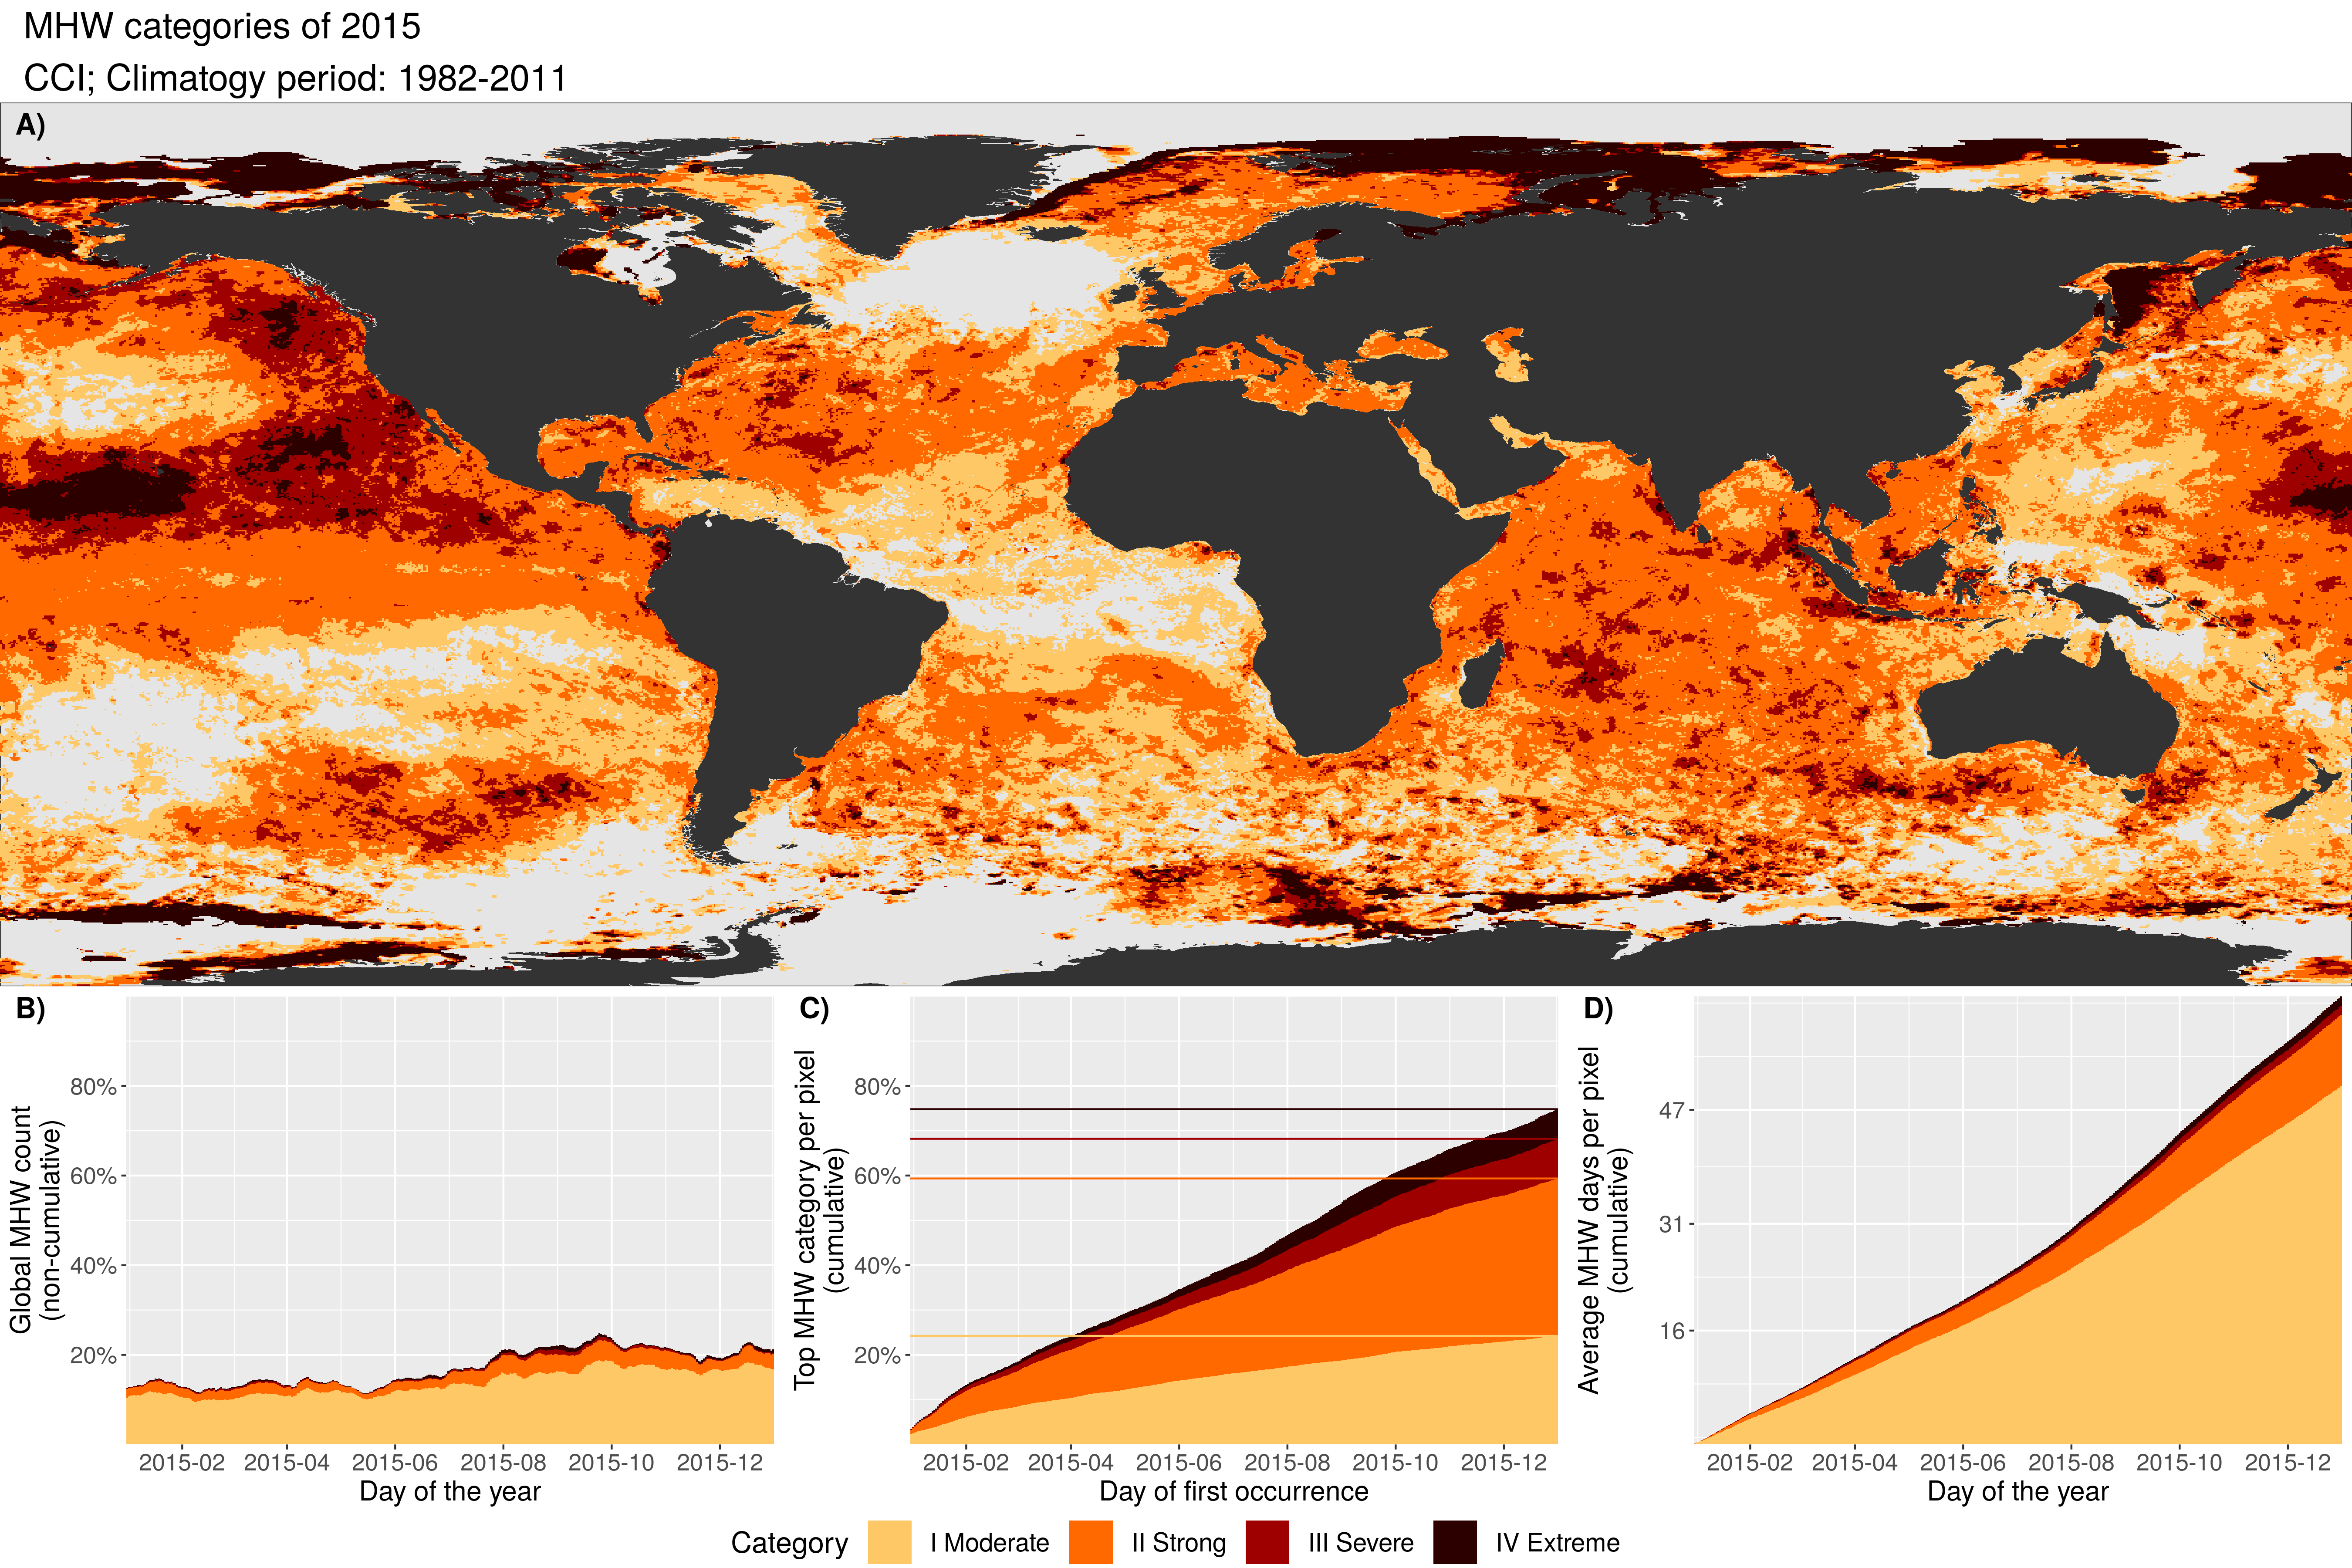 MHW categories of 2015
CCI; Climatogy period: 1982-2011
A)
B)
Global MHW count
(non-cumulative)
80%
60%
40%
20%
2015-02 2015-04 2015-06 2015-08 2015-10 2015-12
Day of the year
C)
Top MHW category per pixel
(cumulative)
80%
60%
40%
20%
2015-02 2015-04 2015-06 2015-08 2015-10 2015-12
Day of first occurrence
D)
Average MHW days per pixel
(cumulative)
47
31
16
2015-02 2015-04 2015-06 2015-08 2015-10 2015-12
Day of the year
Category I Moderate II Strong III Severe IV Extreme